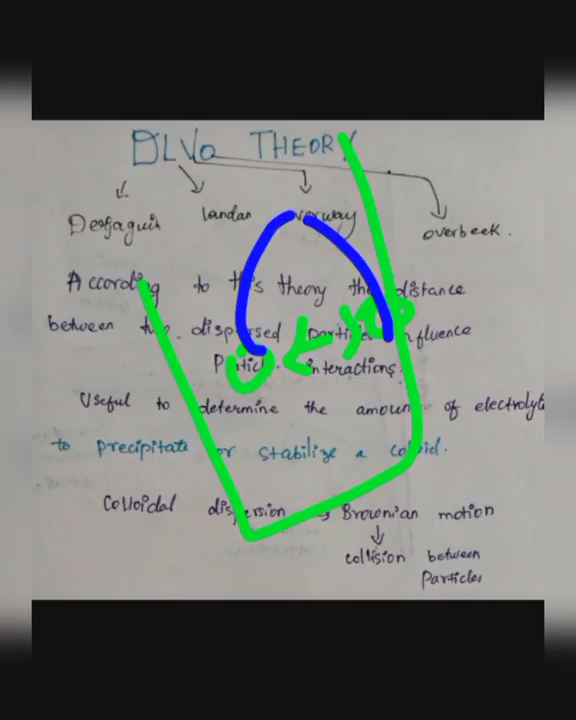 DLVO THEORY
Derjaguin landau verway overbeek.
According to this theory the distance
between two dispersed particles influence
Particle interactions.
Useful to determine the amount of electrolyte
to precipitate or stabilize a colloid.
Colloidal dispersion → Brownian motion
collision between
Particles